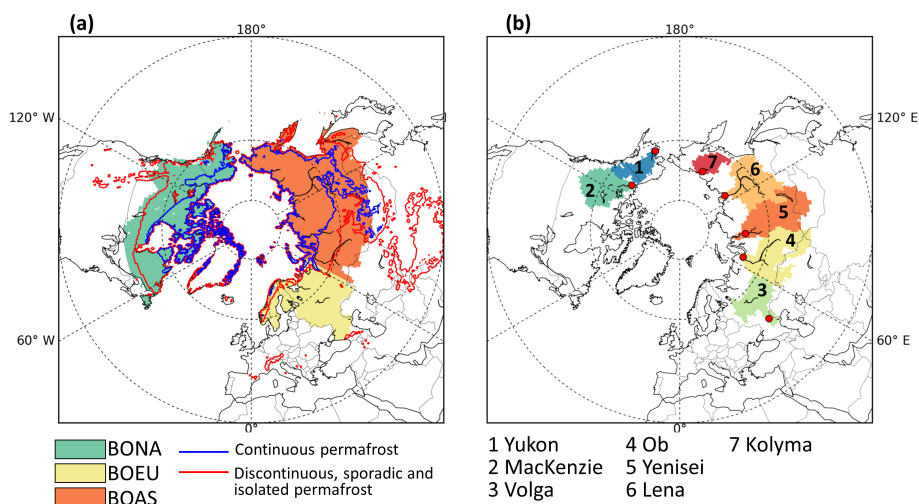 (a)
(b)
180°
180°
120° W
120° E
1
2
7
6
5
4
3
60° W
60° E
0°
0°
BONA
BOEU
BOAS
Continuous permafrost
Discontinuous, sporadic and
isolated permafrost
1 Yukon
2 MacKenzie
3 Volga
4 Ob
5 Yenisei
6 Lena
7 Kolyma